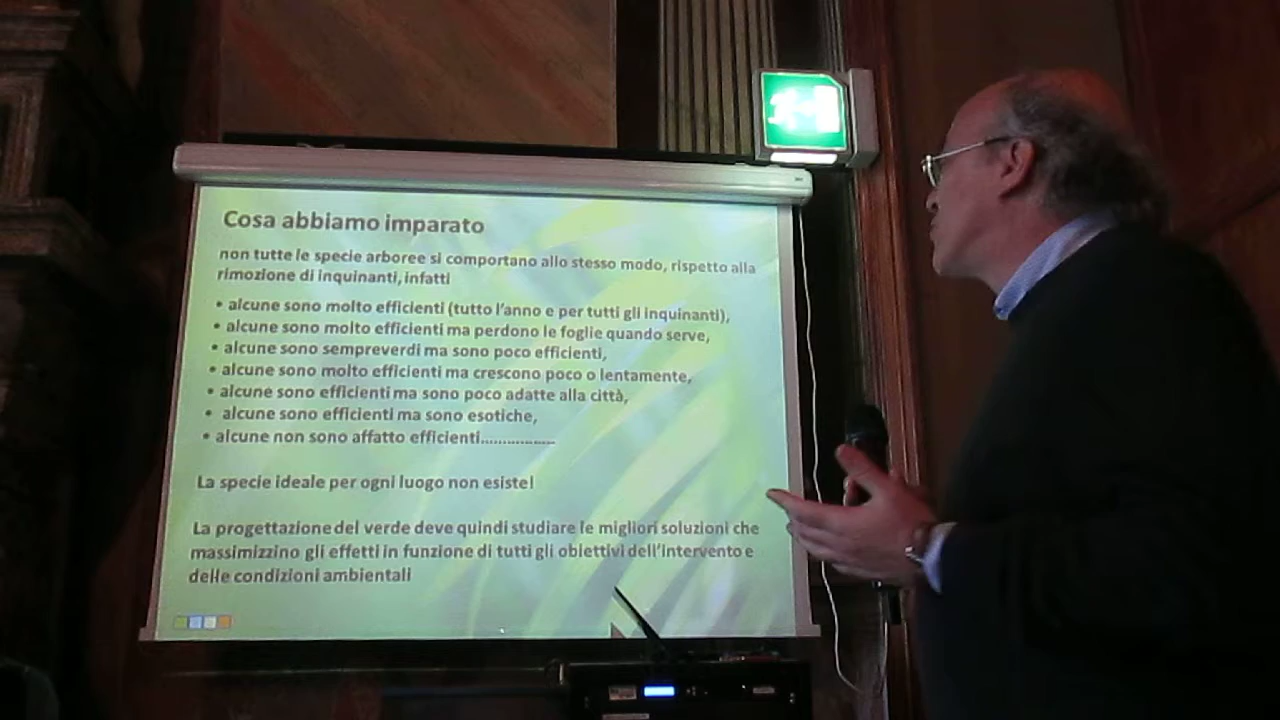 Cosa abbiamo imparato
non tutte le specie arboree si comportano allo stesso modo, rispetto alla
rimozione di inquinanti, infatti
• alcune sono molto efficienti (tutto l'anno e per tutti gli inquinanti),
• alcune sono molto efficienti ma perdono le foglie quando serve,
• alcune sono sempreverdi ma sono poco efficienti,
• alcune sono molto efficienti ma crescono poco o lentamente,
• alcune sono efficienti ma sono poco adatte alla città,
• alcune sono efficienti ma sono esotiche,
• alcune non sono affatto efficienti..................
La specie ideale per ogni luogo non esiste!
La progettazione del verde deve quindi studiare le migliori soluzioni che
massimizzino gli effetti in funzione di tutti gli obiettivi dell'intervento e
delle condizioni ambientali